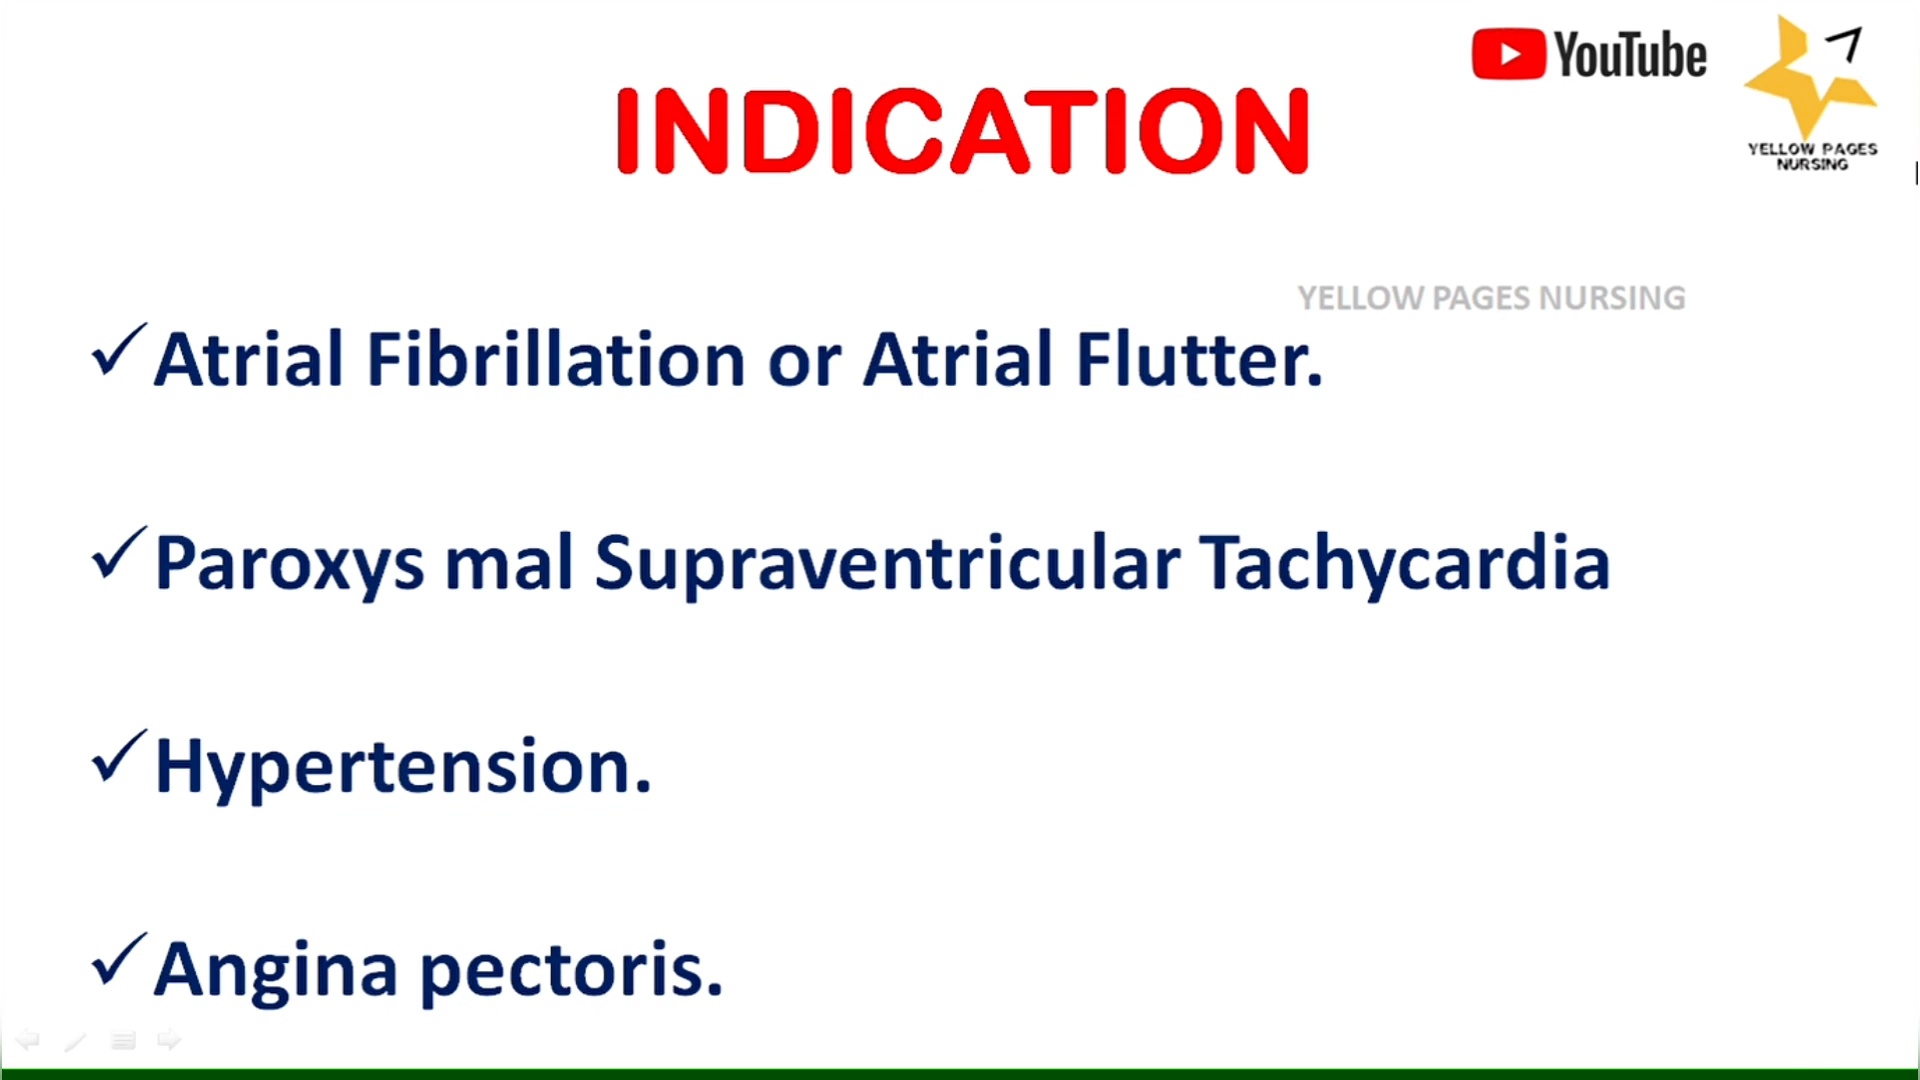 YouTube
INDICATION
YELLOW PAGES
NURSING
YELLOW PAGES NURSING
Atrial Fibrillation or Atrial Flutter.
Paroxys mal Supraventricular Tachycardia
Hypertension.
Angina pectoris.